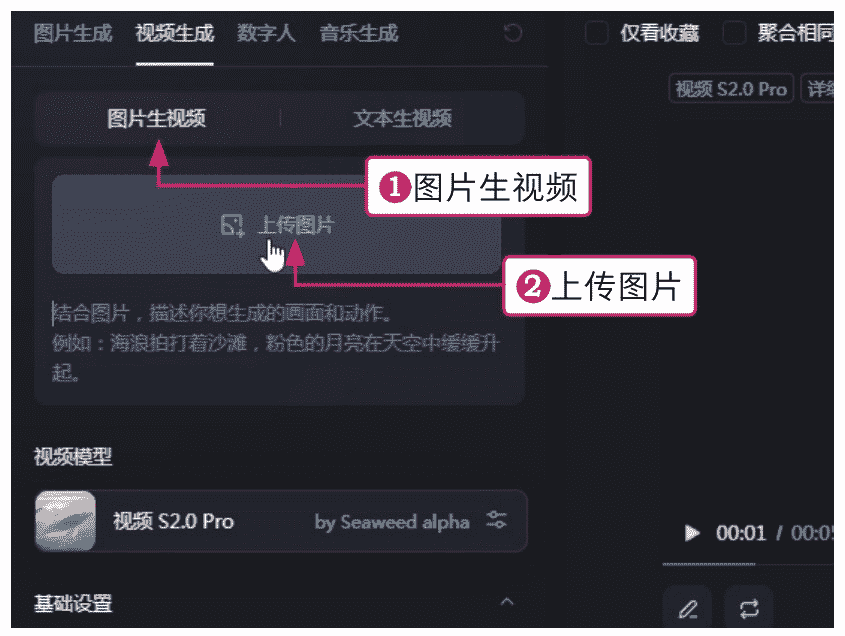 图片生成 视频生成 数字人 音乐生成
仅看收藏 聚合相同
视频 S2.0 Pro 详细
图片生视频 文本生视频
❶图片生视频
上传图片
❷上传图片
结合图片，描述你想生成的画面和动作。
例如：海浪拍打着沙滩，粉色的月亮在天空中缓缓升
起。
视频模型
视频 S2.0 Pro by Seaweed alpha
00:01 / 00:05
基础设置